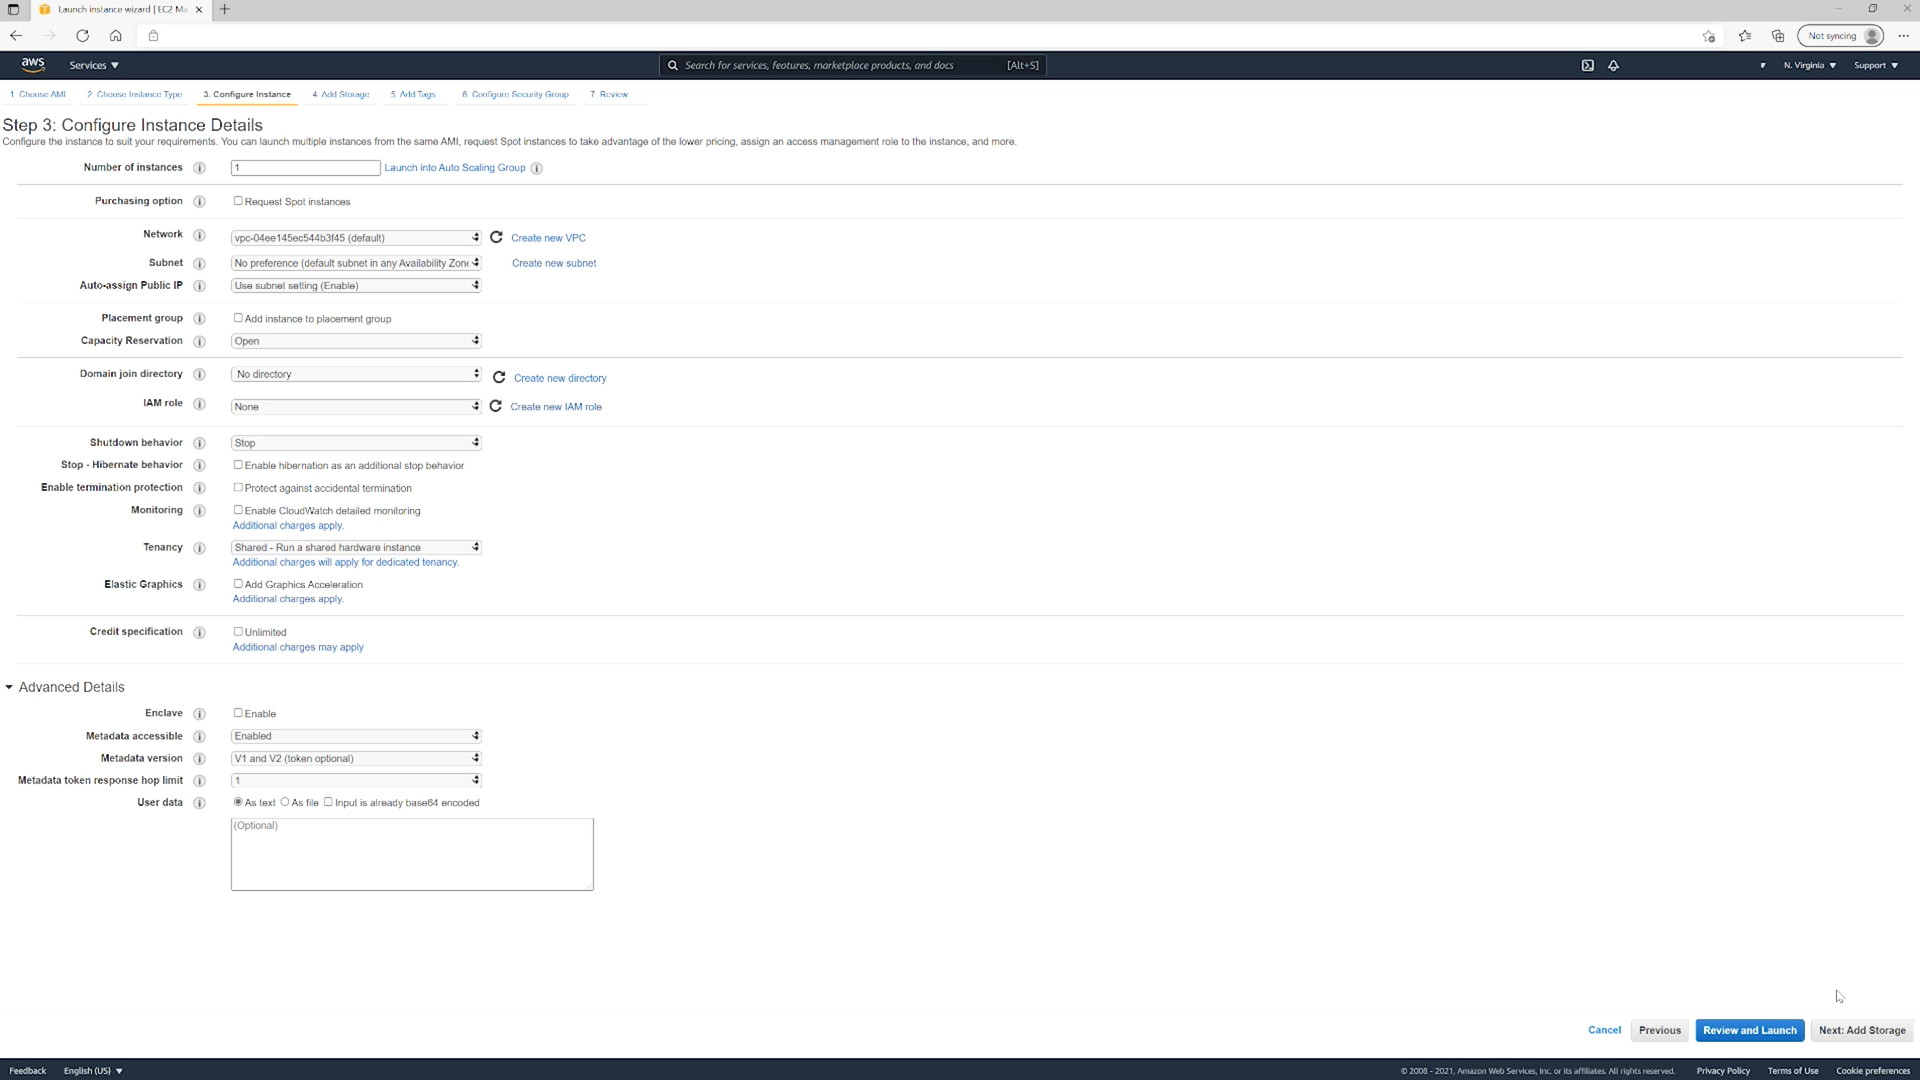 Launch instance wizard | EC2 Ma
Not syncing
aws
Services
Search for services, features, marketplace products, and docs
[Alt+S]
N. Virginia
Support
1. Choose AMI
2. Choose Instance Type
3. Configure Instance
4. Add Storage
5. Add Tags
6. Configure Security Group
7. Review
Step 3: Configure Instance Details
Configure the instance to suit your requirements. You can launch multiple instances from the same AMI, request Spot instances to take advantage of the lower pricing, assign an access management role to the instance, and more.
Number of instances
1
Launch into Auto Scaling Group
Purchasing option
Request Spot instances
Network
vpc-04ee145ec544b3f45 (default)
Create new VPC
Subnet
No preference (default subnet in any Availability Zone
Create new subnet
Auto-assign Public IP
Use subnet setting (Enable)
Placement group
Add instance to placement group
Capacity Reservation
Open
Domain join directory
No directory
Create new directory
IAM role
None
Create new IAM role
Shutdown behavior
Stop
Stop - Hibernate behavior
Enable hibernation as an additional stop behavior
Enable termination protection
Protect against accidental termination
Monitoring
Enable CloudWatch detailed monitoring
Additional charges apply.
Tenancy
Shared - Run a shared hardware instance
Additional charges will apply for dedicated tenancy.
Elastic Graphics
Add Graphics Acceleration
Additional charges apply.
Credit specification
Unlimited
Additional charges may apply
Advanced Details
Enclave
Enable
Metadata accessible
Enabled
Metadata version
V1 and V2 (token optional)
Metadata token response hop limit
1
User data
As text
As file
Input is already base64 encoded
(Optional)
Cancel
Previous
Review and Launch
Next: Add Storage
Feedback
English (US)
© 2008 - 2021, Amazon Web Services, Inc. or its affiliates. All rights reserved.
Privacy Policy
Terms of Use
Cookie preferences